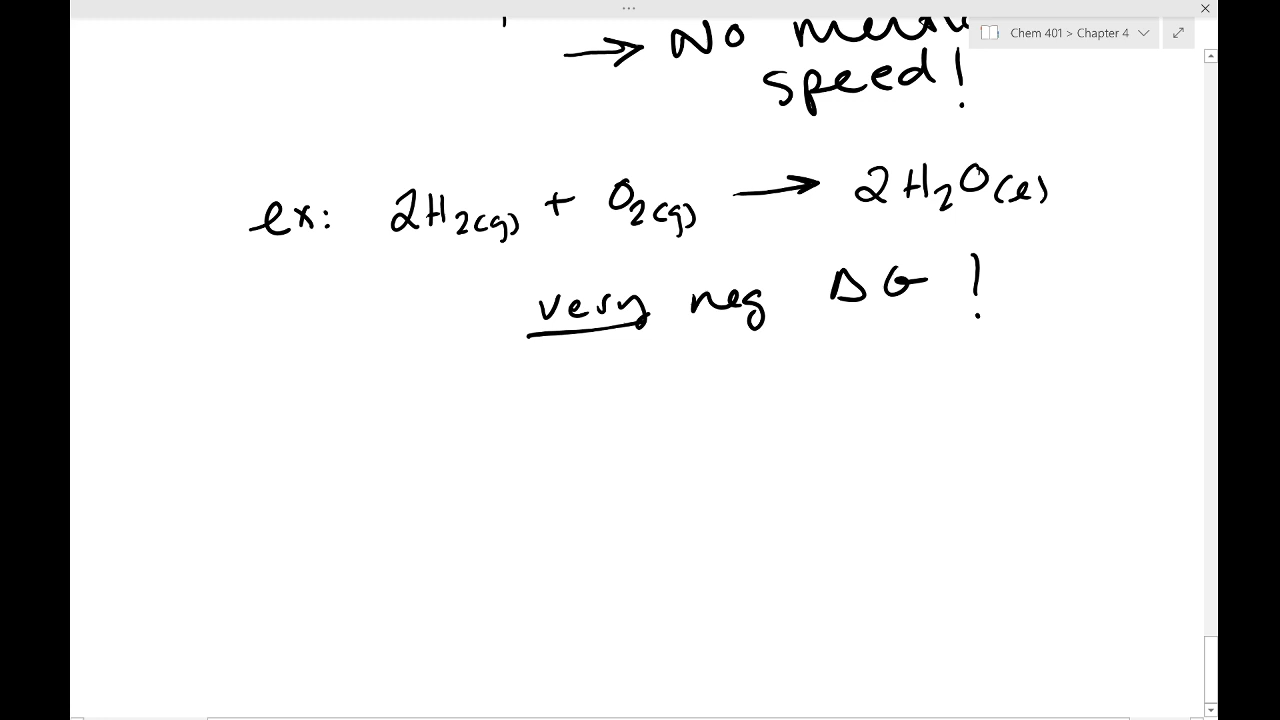 Chem 401 > Chapter 4
→ No
speed!
ex: 2H₂(g) + O₂(g) → 2H₂O(l)
very neg ΔG !